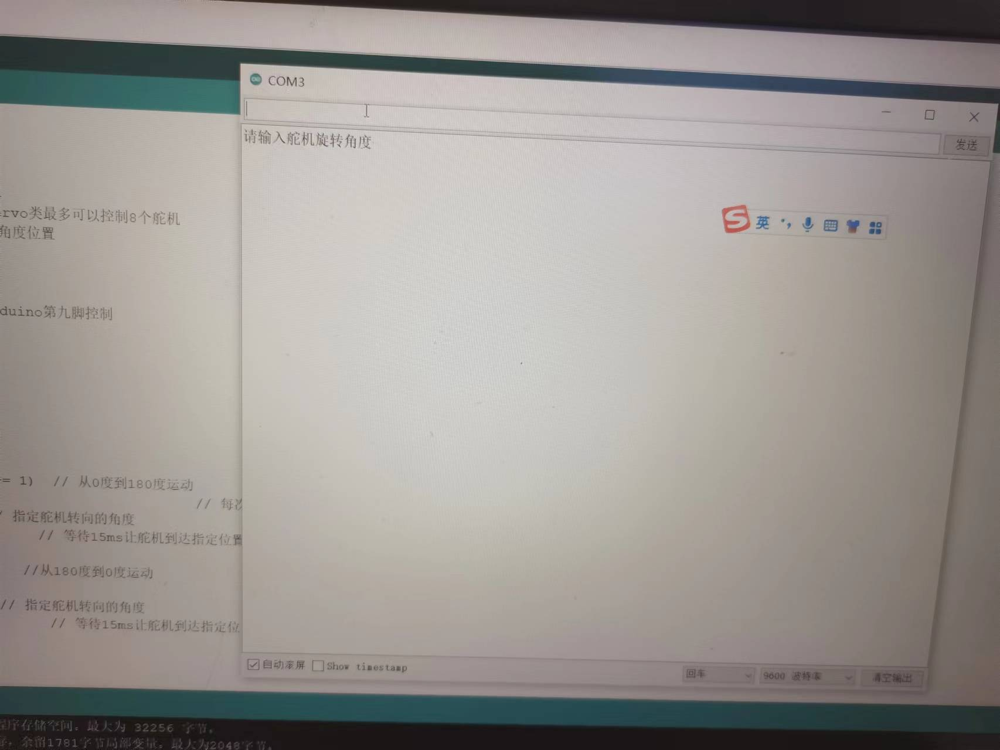 COM3
请输入舵机旋转角度
发送
英
rvo类最多可以控制8个舵机
角度位置
duino第九脚控制
= 1) // 从0度到180度运动
// 每次
/ 指定舵机转向的角度
// 等待15ms让舵机到达指定位置
//从180度到0度运动
// 指定舵机转向的角度
// 等待15ms让舵机到达指定位
自动滚屏 Show timestamp 回车 9600 波特率 清空输出
程序存储空间。最大为 32256 字节。
余留1781字节局部变量。最大为2048字节。